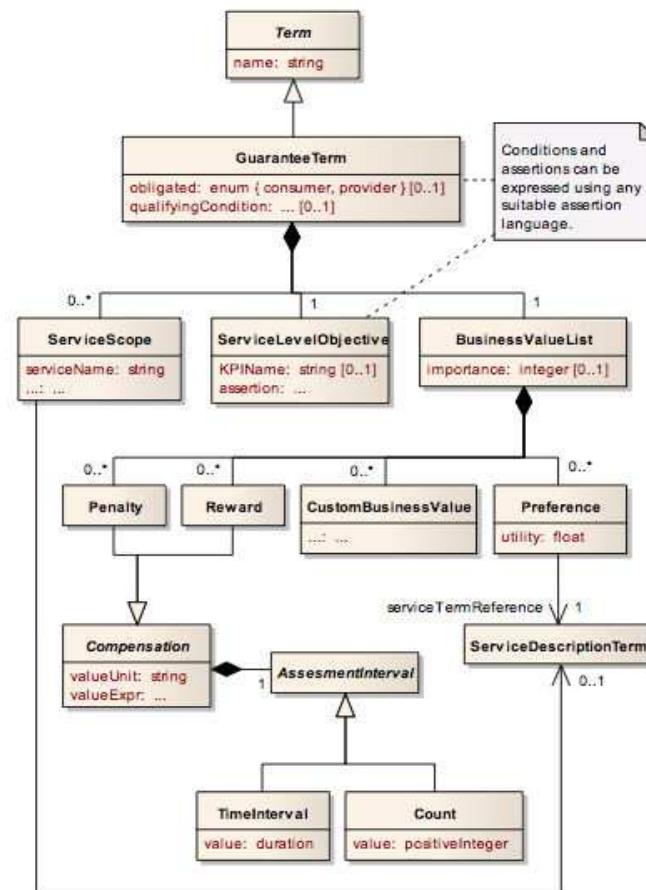 Term
name: string
GuaranteeTerm
obligated: enum { consumer, provider } [0..1]
qualifyingCondition: ... [0..1]
Conditions and
assertions can be
expressed using any
suitable assertion
language.
0..*
1
1
ServiceScope
serviceName: string
...: ...
ServiceLevelObjective
KPIName: string [0..1]
assertion: ...
BusinessValueList
importance: integer [0..1]
0..*
0..*
0..*
0..*
Penalty
Reward
CustomBusinessValue
...: ...
Preference
utility: float
serviceTermReference
1
Compensation
valueUnit: string
valueExpr: ...
1
AssesmentInterval
ServiceDescriptionTerm
0..1
TimeInterval
value: duration
Count
value: positiveInteger